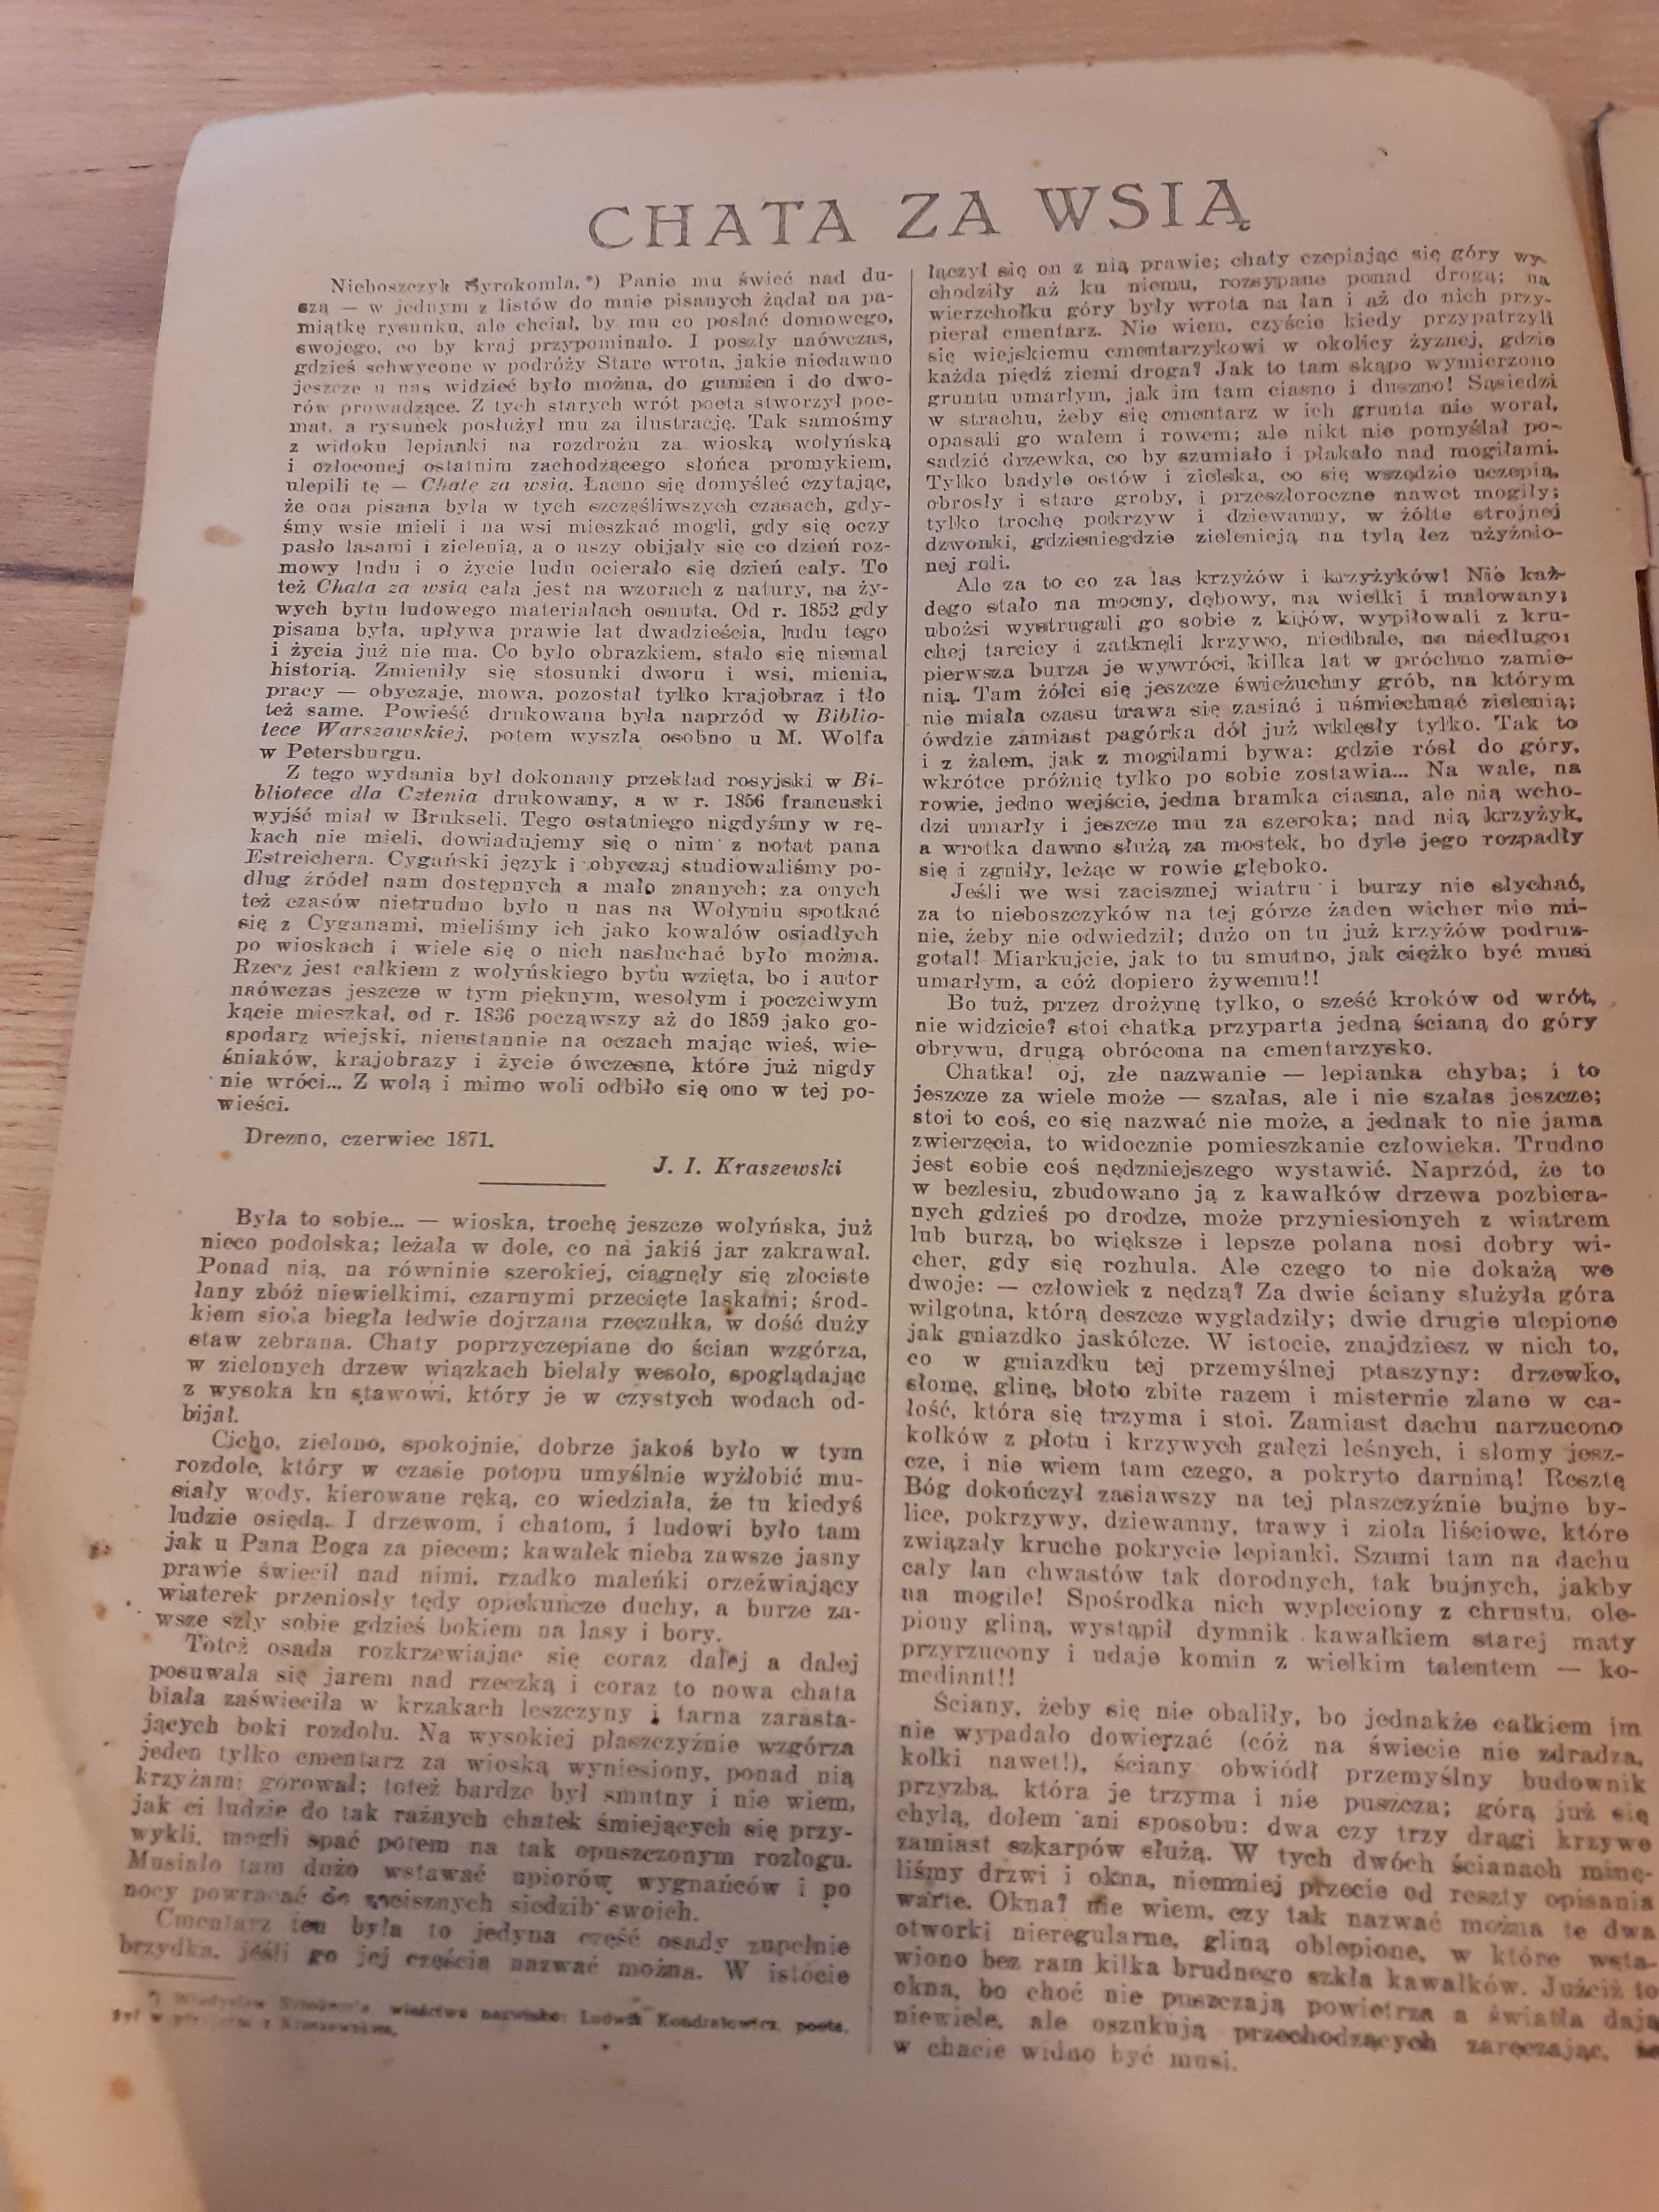 CHATA ZA WSIĄ
Nieboszczyk Syrokomla,*) Panie mu świeć nad du-
szą — w jednym z listów do mnie pisanych żądał na pa-
miątkę rysunku, ale chciał, by mu co posłać domowego,
swojego, co by kraj przypominało. I poszły naówczas,
gdzieś schwycone w podróży Stare wrota, jakie niedawno
jeszcze u nas widzieć było można, do gumien i do dwo-
rów prowadzące. Z tych starych wrót poeta stworzył poe-
mat, a rysunek posłużył mu za ilustrację. Tak samośmy
z widoku lepianki na rozdrożu za wioską wołyńską
i ozłoconej ostatnim zachodzącego słońca promykiem,
ulepili tę — Chatę za wsią. Łacno się domyśleć czytając,
że ona pisana była w tych szczęśliwszych czasach, gdy-
śmy wsie mieli i na wsi mieszkać mogli, gdy się oczy
pasło lasami i zielenią, a o uszy obijały się co dzień roz-
mowy ludu i o życie ludu ocierało się dzień cały. To
też Chata za wsią cała jest na wzorach z natury, na ży-
wych bytu ludowego materiałach osnuta. Od r. 1852 gdy
pisana była, upływa prawie lat dwadzieścia, ludu tego
i życia już nie ma. Co było obrazkiem, stało się niemal
historią. Zmieniły się stosunki dworu i wsi, mienia,
pracy — obyczaje, mowa, pozostał tylko krajobraz i tło
też same. Powieść drukowana była naprzód w Biblio-
tece Warszawskiej, potem wyszła osobno u M. Wolfa
w Petersburgu.
Z tego wydania był dokonany przekład rosyjski w Bi-
bliotece dla Cztenia drukowany, a w r. 1856 francuski
wyjść miał w Brukseli. Tego ostatniego nigdyśmy w rę-
kach nie mieli, dowiadujemy się o nim z notat pana
Estreichera. Cygański język i obyczaj studiowaliśmy po-
dług źródeł nam dostępnych a mało znanych; za onych
też czasów nietrudno było u nas na Wołyniu spotkać
się z Cyganami, mieliśmy ich jako kowalów osiadłych
po wioskach i wiele się o nich nasłuchać było można.
Rzecz jest całkiem z wołyńskiego bytu wzięta, bo i autor
naówczas jeszcze w tym pięknym, wesołym i poczciwym
kącie mieszkał, od r. 1836 począwszy aż do 1859 jako go-
spodarz wiejski, nieustannie na oczach mając wieś, wie-
śniaków, krajobrazy i życie ówczesne, które już nigdy
nie wróci... Z wolą i mimo woli odbiło się ono w tej po-
wieści.
Drezno, czerwiec 1871.
J. I. Kraszewski
Była to sobie... — wioska, trochę jeszcze wołyńska, już
nieco podolska; leżała w dole, co na jakiś jar zakrawał.
Ponad nią, na równinie szerokiej, ciągnęły się złociste
łany zbóż niewielkimi, czarnymi przecięte laskami; środ-
kiem sioła biegła ledwie dojrzana rzeczułka, w dość duży
staw zebrana. Chaty poprzyczepiane do ścian wzgórza,
w zielonych drzew wiązkach bielały wesoło, spoglądając
z wysoka ku stawowi, który je w czystych wodach od-
bijał.
Cicho, zielono, spokojnie, dobrze jakoś było w tym
rozdole, który w czasie potopu umyślnie wyżłobić mu-
siały wody, kierowane ręką, co wiedziała, że tu kiedyś
ludzie osiędą. I drzewom, i chatom, i ludowi było tam
jak u Pana Boga za piecem; kawałek nieba zawsze jasny
prawie świecił nad nimi, rzadko maleńki orzeźwiający
wiaterek przeniosły tędy opiekuńcze duchy, a burze za-
wsze szły sobie gdzieś bokiem na lasy i bory.
Toteż osada rozkrzewiając się coraz dalej a dalej
posuwała się jarem nad rzeczką i coraz to nowa chata
biała zaświeciła w krzakach leszczyny i tarna zarasta-
jących boki rozdołu. Na wysokiej płaszczyźnie wzgórza
jeden tylko cmentarz za wioską wyniesiony, ponad nią
krzyżami górował; toteż bardzo był smutny i nie wiem,
jak ci ludzie do tak raźnych chatek śmiejących się przy-
wykli, mogli spać potem na tak opuszczonym rozłogu.
Musiało tam dużo wstawać upiorów, wygnańców i po
nocy powracać do zacisznych siedzib swoich.
Cmentarz ten była to jedyna część osady zupełnie
brzydka, jeśli go jej częścią nazwać można. W istocie
*) Władysław Syrokomla właściwe nazwisko: Ludwik Kondratowicz, poeta,
był w przyjaźni z Kraszewskim.
łączył się on z nią prawie; chaty czepiając się góry wy-
chodziły aż ku niemu, rozsypane ponad drogą; na
wierzchołku góry były wrota na łan i aż do nich przy-
pierał cmentarz. Nie wiem, czyście kiedy przypatrzyli
się wiejskiemu cmentarzykowi w okolicy żyznej, gdzie
każda piędź ziemi droga? Jak to tam skąpo wymierzono
gruntu umarłym, jak im tam ciasno i duszno! Sąsiedzi
w strachu, żeby się cmentarz w ich grunta nie worał,
opasali go wałem i rowem; ale nikt nie pomyślał po-
sadzić drzewka, co by szumiało i płakało nad mogiłami.
Tylko badyle ostów i zielska, co się wszędzie uczepią,
obrosły i stare groby, i przeszłoroczne nawet mogiły;
tylko trochę pokrzyw i dziewanny, w żółte strojnej
dzwonki, gdzieniegdzie zielenieją na tylą łez użyźnio-
nej roli.
Ale za to co za las krzyżów i krzyżyków! Nie każ-
dego stało na mocny, dębowy, na wielki i malowany;
ubożsi wystrugali go sobie z kijów, wypiłowali z kru-
chej tarcicy i zatknęli krzywo, niedbale, na niedługo:
pierwsza burza je wywróci, kilka lat w próchno zamie-
nią. Tam żółci się jeszcze świeżuchny grób, na którym
nie miała czasu trawa się zasiać i uśmiechnąć zielenią;
ówdzie zamiast pagórka dół już wklęsły tylko. Tak to
i z żalem, jak z mogiłami bywa: gdzie rósł do góry,
wkrótce próżnię tylko po sobie zostawia... Na wale, na
rowie, jedno wejście, jedna bramka ciasna, ale nią wcho-
dzi umarły i jeszcze mu za szeroka; nad nią krzyżyk,
a wrotka dawno służą za mostek, bo dyle jego rozpadły
się i zgniły, leżąc w rowie głęboko.
Jeśli we wsi zacisznej wiatru i burzy nie słychać,
za to nieboszczyków na tej górze żaden wicher nie mi-
nie, żeby nie odwiedził; dużo on tu już krzyżów podruz-
gotał! Miarkujcie, jak to tu smutno, jak ciężko być musi
umarłym, a cóż dopiero żywemu!!
Bo tuż, przez drożynę tylko, o sześć kroków od wrót,
nie widzicie? stoi chatka przyparta jedną ścianą do góry
obrywu, drugą obrócona na cmentarzysko.
Chatka! oj, złe nazwanie — lepianka chyba; i to
jeszcze za wiele może — szałas, ale i nie szałas jeszcze;
stoi to coś, co się nazwać nie może, a jednak to nie jama
zwierzęcia, to widocznie pomieszkanie człowieka. Trudno
jest sobie coś nędzniejszego wystawić. Naprzód, że to
w bezlesiu, zbudowano ją z kawałków drzewa pozbiera-
nych gdzieś po drodze, może przyniesionych z wiatrem
lub burzą, bo większe i lepsze polana nosi dobry wi-
cher, gdy się rozhula. Ale czego to nie dokażą we
dwoje: — człowiek z nędzą? Za dwie ściany służyła góra
wilgotna, którą deszcze wygładziły; dwie drugie ulepione
jak gniazdko jaskółcze. W istocie, znajdziesz w nich to,
co w gniazdku tej przemyślnej ptaszyny: drzewko,
słomę, glinę, błoto zbite razem i misternie zlane w ca-
łość, która się trzyma i stoi. Zamiast dachu narzucono
kołków z płotu i krzywych gałęzi leśnych, i słomy jesz-
cze, i nie wiem tam czego, a pokryto darniną! Resztę
Bóg dokończył zasiawszy na tej płaszczyźnie bujne by-
lice, pokrzywy, dziewanny, trawy i zioła liściowe, które
związały kruche pokrycie lepianki. Szumi tam na dachu
cały łan chwastów tak dorodnych, tak bujnych, jakby
na mogile! Spośrodka nich wypleciony z chrustu, ole-
piony gliną, wystąpił dymnik kawałkiem starej maty
przyrzucony i udaje komin z wielkim talentem — ko-
mediant!!
Ściany, żeby się nie obaliły, bo jednakże całkiem im
nie wypadało dowierzać (cóż na świecie nie zdradza,
kołki nawet!), ściany obwiódł przemyślny budownik
przyzbą, która je trzyma i nie puszcza; górą już się
chylą, dołem ani sposobu: dwa czy trzy drągi krzywe
zamiast szkarpów służą. W tych dwóch ścianach minę-
liśmy drzwi i okna, niemniej przecie od reszty opisania
warte. Okna? nie wiem, czy tak nazwać można te dwa
otworki nieregularne, gliną oblepione, w które wsta-
wiono bez ram kilka brudnego szkła kawałków. Juściż to
okna, bo choć nie puszczają powietrza a światła dają
niewiele, ale oszukują przechodzących zaręczając, że
w chacie widno być musi.